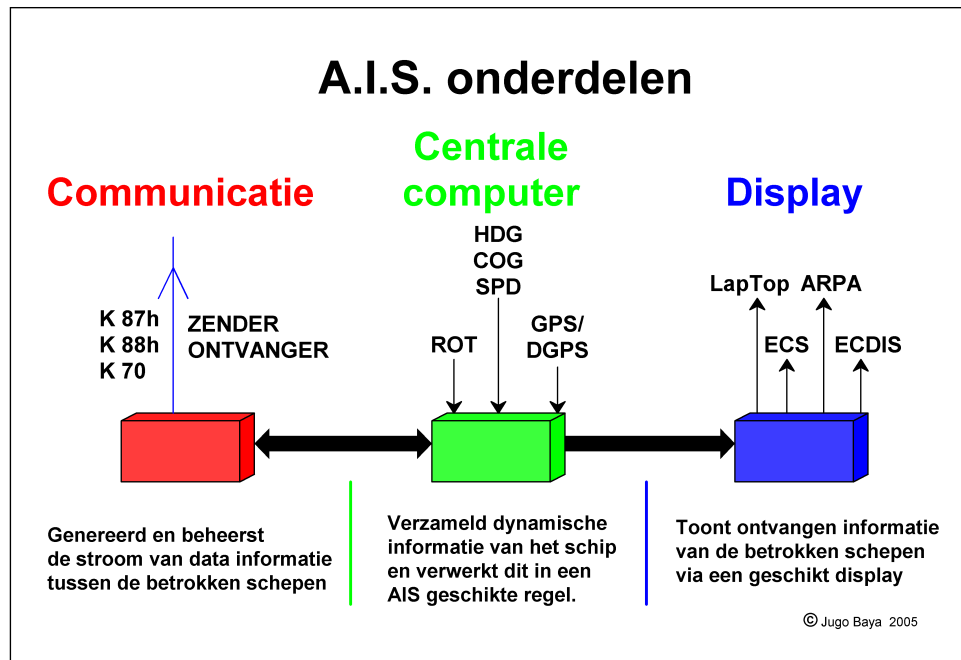 A.I.S. onderdelen
Communicatie
Centrale
computer
Display
K 87h
K 88h
K 70
ZENDER
ONTVANGER
HDG
COG
SPD
ROT
GPS/
DGPS
LapTop
ARPA
ECS
ECDIS
Genereerd en beheerst
de stroom van data informatie
tussen de betrokken schepen
Verzameld dynamische
informatie van het schip
en verwerkt dit in een
AIS geschikte regel.
Toont ontvangen informatie
van de betrokken schepen
via een geschikt display
© Jugo Baya 2005